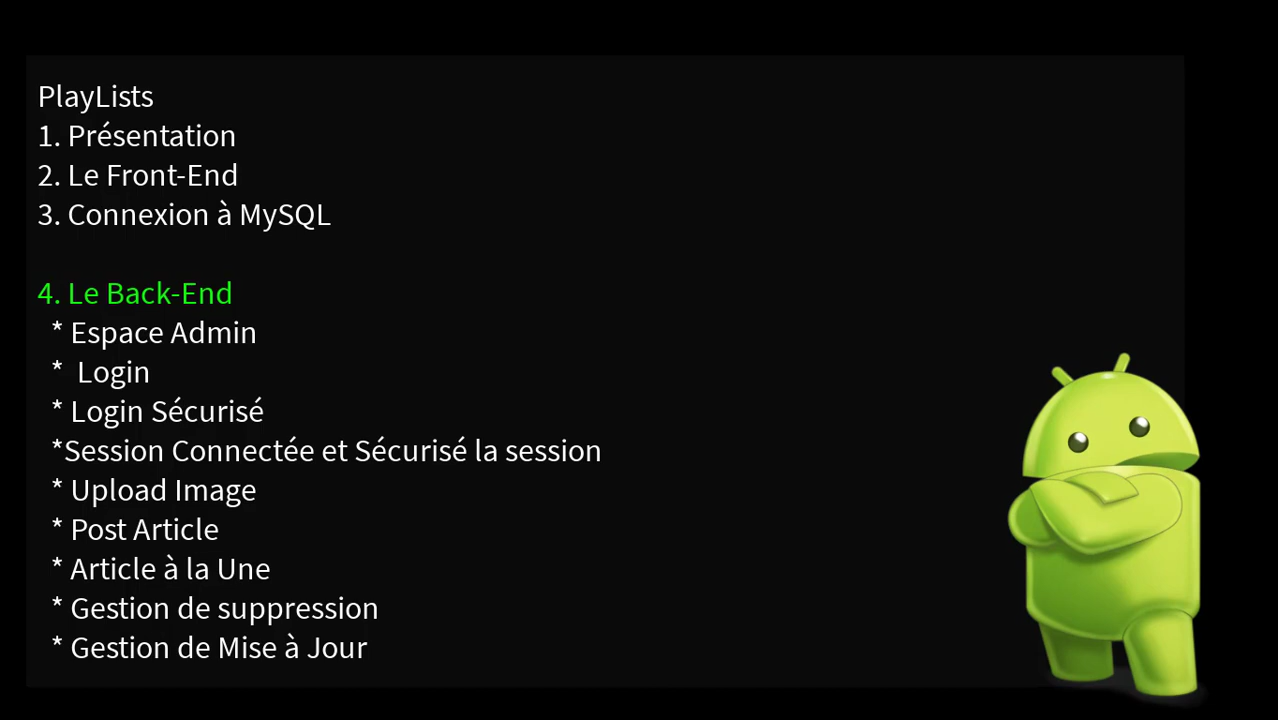 PlayLists
1. Présentation
2. Le Front-End
3. Connexion à MySQL
4. Le Back-End
* Espace Admin
* Login
* Login Sécurisé
*Session Connectée et Sécurisé la session
* Upload Image
* Post Article
* Article à la Une
* Gestion de suppression
* Gestion de Mise à Jour